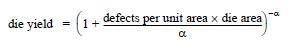 die yield = (1 + defects per unit area × die area / α)^−α